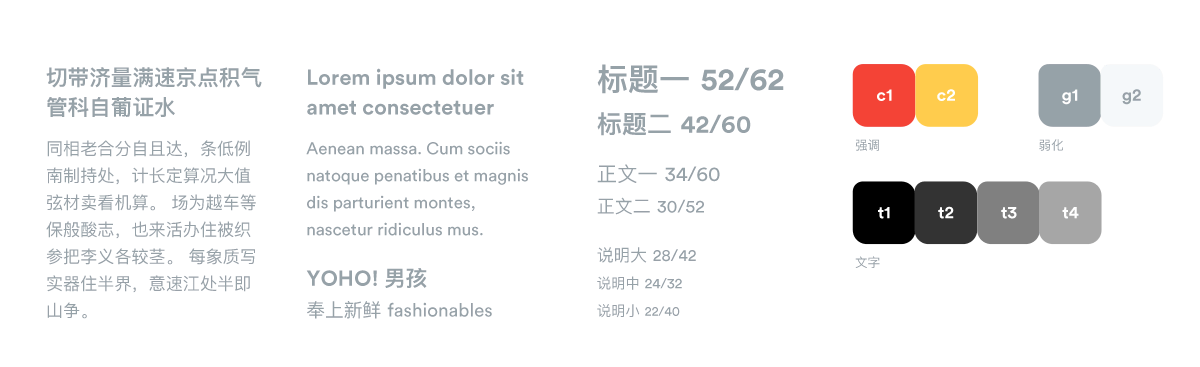 切带济量满速京点积气
管科自葡证水
同相老合分自且达，条低例
南制持处，计长定算况大值
弦材卖看机算。 场为越车等
保般酸志，也来活办住被织
参把李义各较茎。 每象质写
实器住半界，意速江处半即
山争。
Lorem ipsum dolor sit
amet consectetuer
Aenean massa. Cum sociis
natoque penatibus et magnis
dis parturient montes,
nascetur ridiculus mus.
YOHO! 男孩
奉上新鲜 fashionables
标题一 52/62
标题二 42/60
正文一 34/60
正文二 30/52
说明大 28/42
说明中 24/32
说明小 22/40
c1 c2
强调
g1 g2
弱化
t1 t2 t3 t4
文字